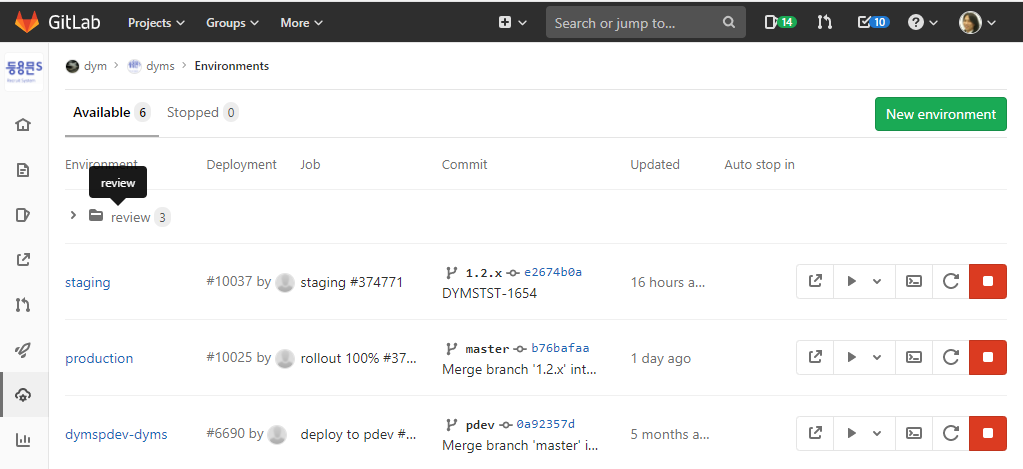 GitLab Projects Groups More Search or jump to... 14 10
등용문S
dym > dyms > Environments
Available 6 Stopped 0 New environment
Environment Deployment Job Commit Updated Auto stop in
review
review 3
1.2.x e2674b0a
staging #10037 by staging #374771 16 hours a...
DYMSTST-1654
master b76bafaa
production #10025 by rollout 100% #37... 1 day ago
Merge branch '1.2.x' int...
pdev 0a92357d
dymspdev-dyms #6690 by deploy to pdev #... 5 months a...
Merge branch 'master' i...